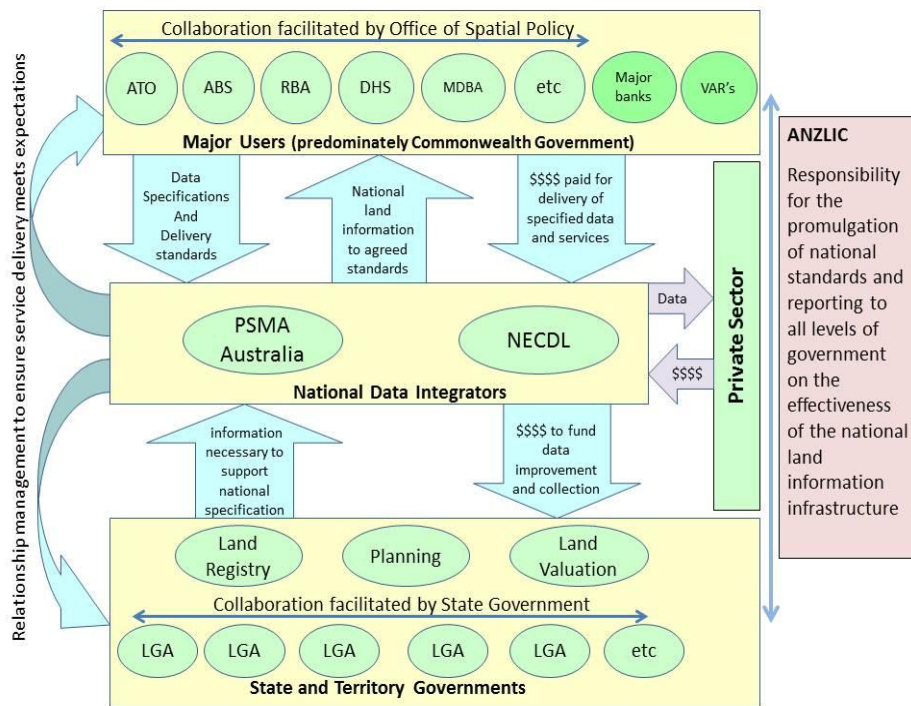 Collaboration facilitated by Office of Spatial Policy
ATO
ABS
RBA
DHS
MDBA
etc
Major
banks
VAR's
Major Users (predominately Commonwealth Government)
Relationship management to ensure service delivery meets expectations
Data
Specifications
And
Delivery
standards
National
land
information
to agreed
standards
$$$$ paid for
delivery of
specified data
and services
PSMA
Australia
NECDL
National Data Integrators
Data
$$$$
Private Sector
information
necessary to
support
national
specification
$$$$ to fund
data
improvement
and collection
Land
Registry
Planning
Land
Valuation
Collaboration facilitated by State Government
LGA
LGA
LGA
LGA
LGA
etc
State and Territory Governments
ANZLIC
Responsibility
for the
promulgation
of national
standards and
reporting to
all levels of
government
on the
effectiveness
of the national
land
information
infrastructure